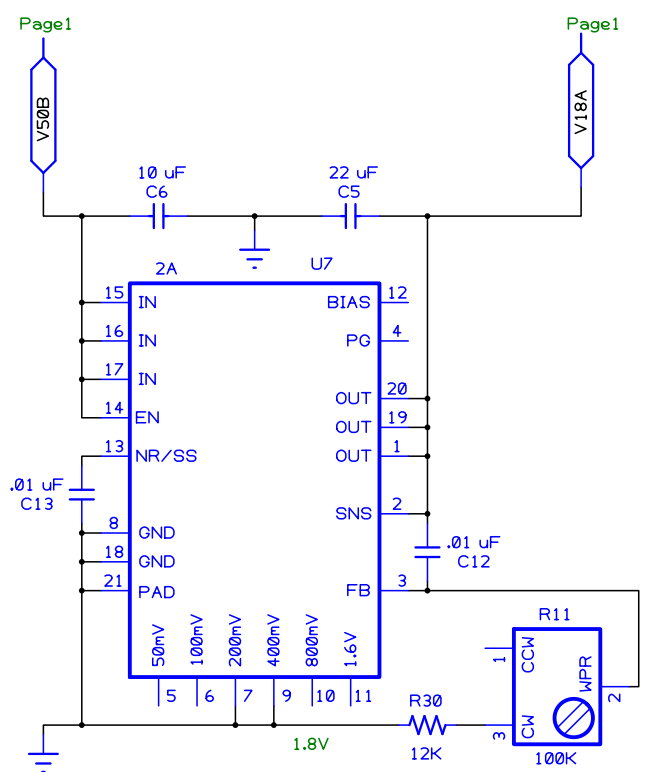 Page1
Page1
V50B
V18A
10 uF
C6
22 uF
C5
2A
U7
15
IN
BIAS
12
16
IN
PG
4
17
IN
OUT
20
14
EN
OUT
19
13
NR/SS
OUT
1
.01 uF
C13
SNS
2
8
GND
.01 uF
C12
18
GND
21
PAD
FB
3
50mV
100mV
200mV
400mV
800mV
1.6V
5
6
7
9
10
11
R11
1
CCW
WPR
2
3
CW
100K
R30
12K
1.8V